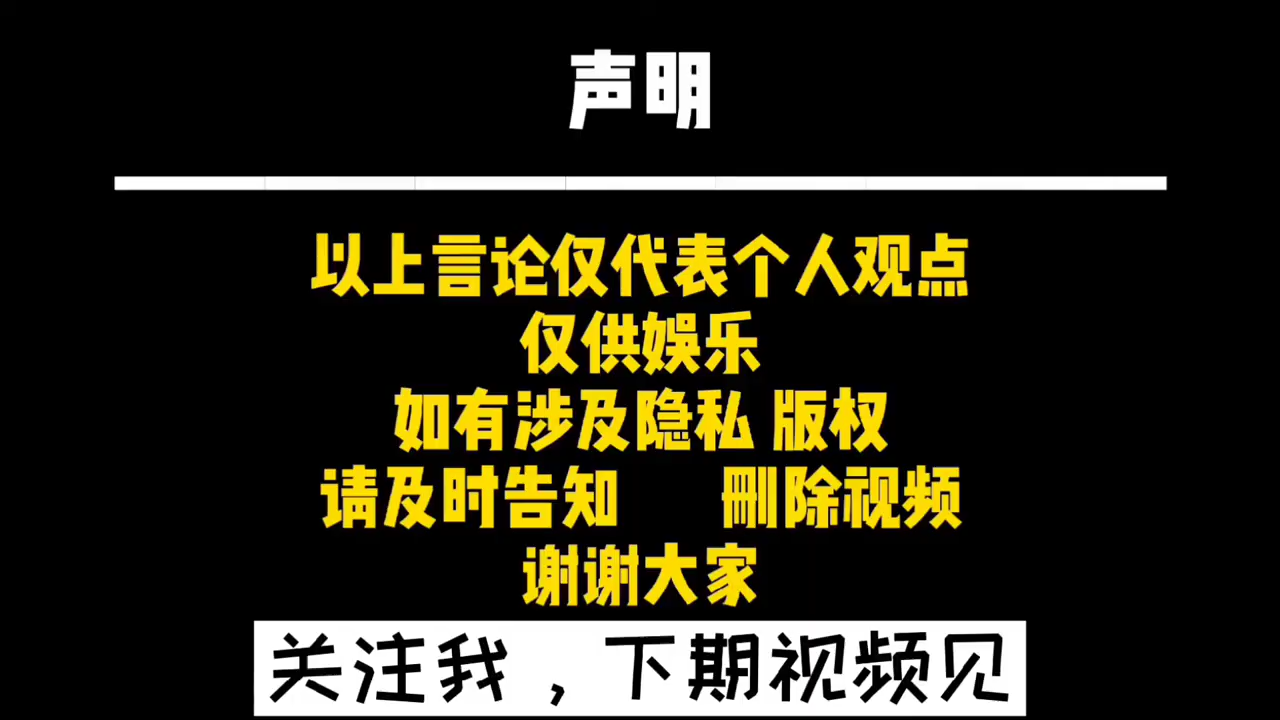 声明
以上言论仅代表个人观点
仅供娱乐
如有涉及隐私 版权
请及时告知 删除视频
谢谢大家
关注我，下期视频见